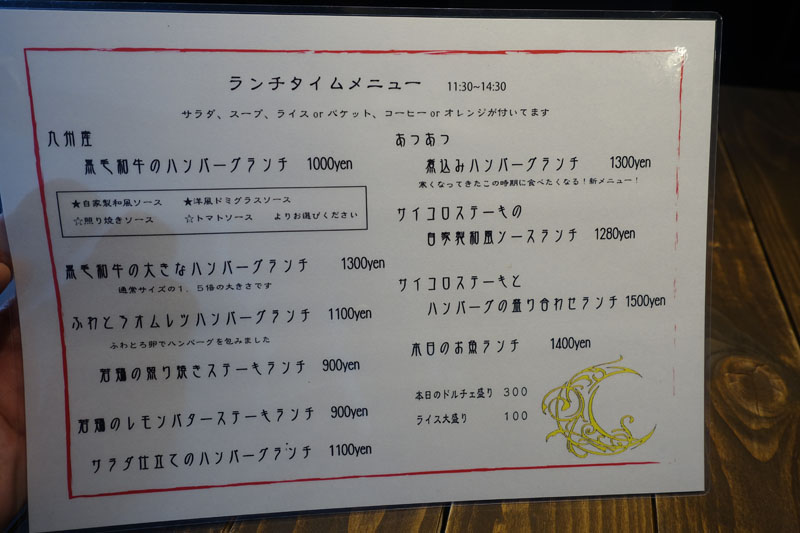 ランチタイムメニュー 11:30~14:30
サラダ、スープ、ライス or バケット、コーヒー or オレンジが付いてます
九州産
黒毛和牛のハンバーグランチ 1000yen
★自家製和風ソース ★洋風ドミグラスソース
☆照り焼きソース ☆トマトソース よりお選びください
黒毛和牛の大きなハンバーグランチ 1300yen
通常サイズの1．5倍の大きさです
ふわとろオムレツハンバーグランチ 1100yen
ふわとろ卵でハンバーグを包みました
若鶏の照り焼きステーキランチ 900yen
若鶏のレモンバターステーキランチ 900yen
サラダ仕立てのハンバーグランチ 1100yen
あつあつ
煮込みハンバーグランチ 1300yen
寒くなってきたこの時期に食べたくなる！新メニュー！
サイコロステーキの
自家製和風ソースランチ 1280yen
サイコロステーキと
ハンバーグの盛り合わせランチ 1500yen
本日のお魚ランチ 1400yen
本日のドルチェ盛り 300
ライス大盛り 100